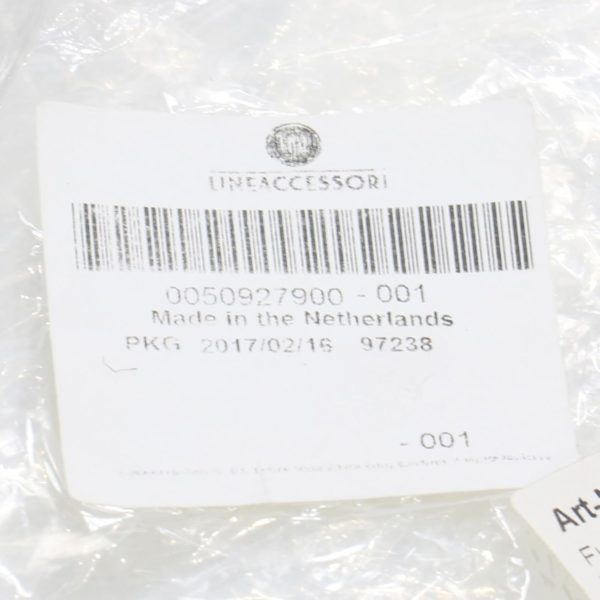 LINEACCESSORI
0050927900 - 001
Made in the Netherlands
PKG 2017/02/16 97238
- 001
Art-